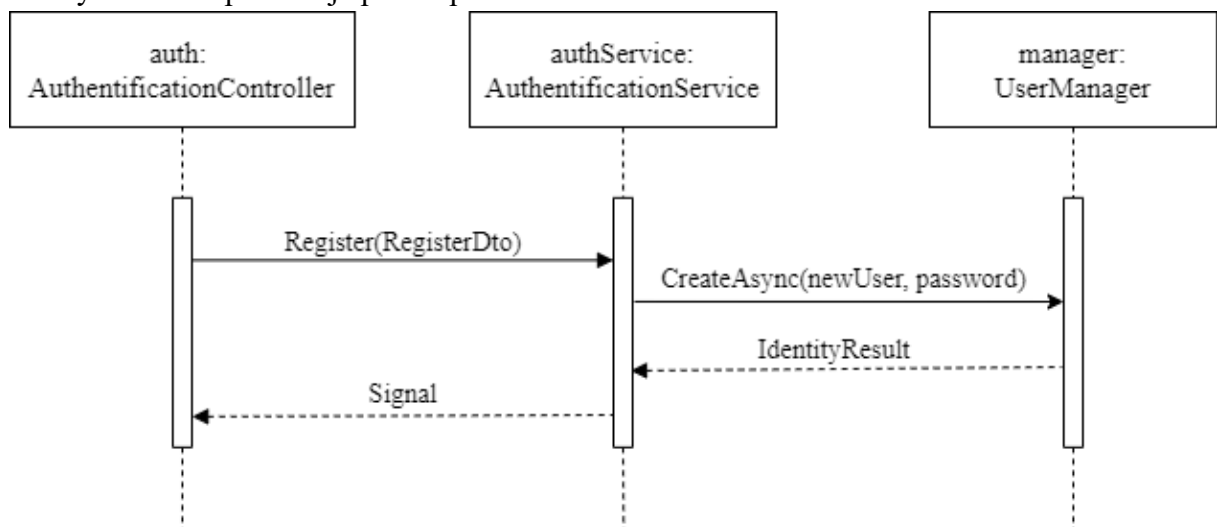 auth:
AuthentificationController
authService:
AuthentificationService
manager:
UserManager
Register(RegisterDto)
CreateAsync(newUser, password)
IdentityResult
Signal